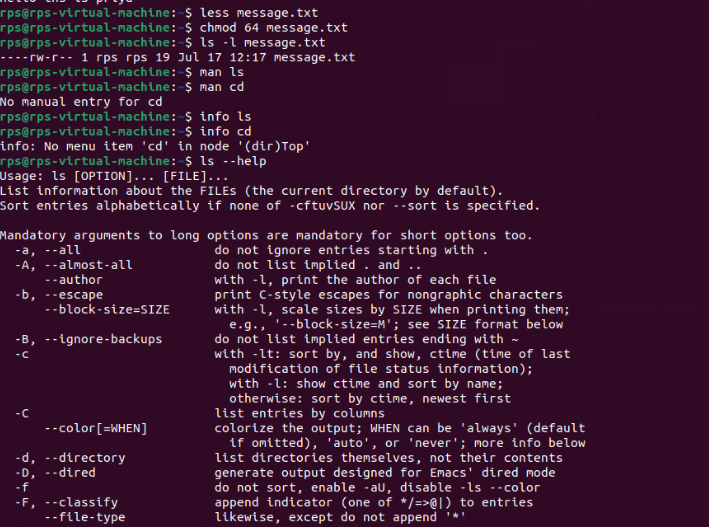 hello this is priya
rps@rps-virtual-machine:~$ less message.txt
rps@rps-virtual-machine:~$ chmod 64 message.txt
rps@rps-virtual-machine:~$ ls -l message.txt
----rw-r-- 1 rps rps 19 Jul 17 12:17 message.txt
rps@rps-virtual-machine:~$ man ls
rps@rps-virtual-machine:~$ man cd
No manual entry for cd
rps@rps-virtual-machine:~$ info ls
rps@rps-virtual-machine:~$ info cd
info: No menu item 'cd' in node '(dir)Top'
rps@rps-virtual-machine:~$ ls --help
Usage: ls [OPTION]... [FILE]...
List information about the FILEs (the current directory by default).
Sort entries alphabetically if none of -cftuvSUX nor --sort is specified.

Mandatory arguments to long options are mandatory for short options too.
  -a, --all                  do not ignore entries starting with .
  -A, --almost-all           do not list implied . and ..
      --author               with -l, print the author of each file
  -b, --escape               print C-style escapes for nongraphic characters
      --block-size=SIZE      with -l, scale sizes by SIZE when printing them;
                               e.g., '--block-size=M'; see SIZE format below
  -B, --ignore-backups       do not list implied entries ending with ~
  -c                         with -lt: sort by, and show, ctime (time of last
                               modification of file status information);
                               with -l: show ctime and sort by name;
                               otherwise: sort by ctime, newest first
  -C                         list entries by columns
      --color[=WHEN]         colorize the output; WHEN can be 'always' (default
                               if omitted), 'auto', or 'never'; more info below
  -d, --directory            list directories themselves, not their contents
  -D, --dired                generate output designed for Emacs' dired mode
  -f                         do not sort, enable -aU, disable -ls --color
  -F, --classify             append indicator (one of */=>@|) to entries
      --file-type            likewise, except do not append '*'